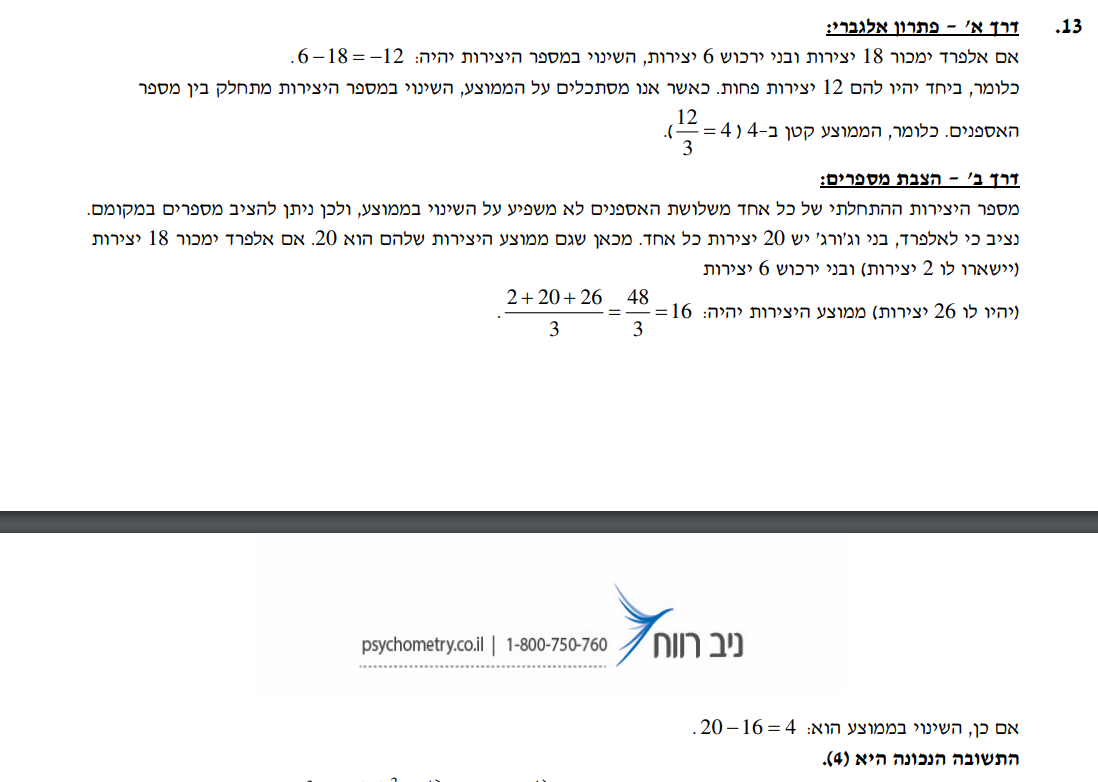 13. דרך א' – פתרון אלגברי:
אם אלפרד ימכור 18 יצירות ובני ירכוש 6 יצירות, השינוי במספר היצירות יהיה: 6 – 18 = –12 .
כלומר, ביחד יהיו להם 12 יצירות פחות. כאשר אנו מסתכלים על הממוצע, השינוי במספר היצירות מתחלק בין מספר
האספנים. כלומר, הממוצע קטן ב-4 (12/3 = 4).
דרך ב' – הצבת מספרים:
מספר היצירות ההתחלתי של כל אחד משלושת האספנים לא משפיע על השינוי בממוצע, ולכן ניתן להציב מספרים במקומם.
נציב כי לאלפרד, בני וג'ורג' יש 20 יצירות כל אחד. מכאן שגם ממוצע היצירות שלהם הוא 20. אם אלפרד ימכור 18 יצירות
(יישארו לו 2 יצירות) ובני ירכוש 6 יצירות
(יהיו לו 26 יצירות) ממוצע היצירות יהיה: (2 + 20 + 26)/3 = 48/3 = 16 .
ניב רווח
psychometry.co.il | 1-800-750-760
אם כן, השינוי בממוצע הוא: 20 – 16 = 4 .
התשובה הנכונה היא (4).